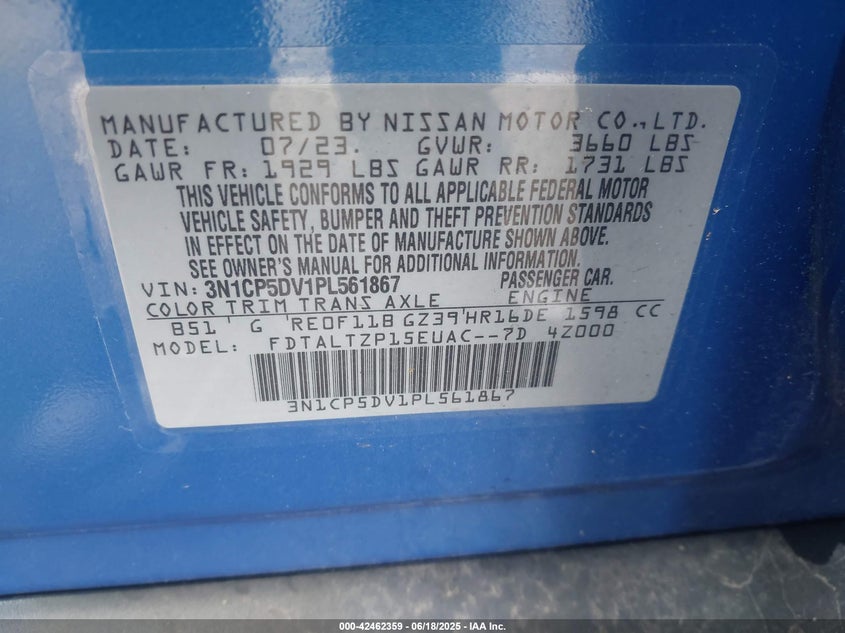 MANUFACTURED BY NISSAN MOTOR CO.,LTD.
DATE: 07/23. GVWR: 3660 LBS
GAWR FR: 1929 LBS GAWR RR: 1731 LBS
THIS VEHICLE CONFORMS TO ALL APPLICABLE FEDERAL MOTOR
VEHICLE SAFETY, BUMPER AND THEFT PREVENTION STANDARDS
IN EFFECT ON THE DATE OF MANUFACTURE SHOWN ABOVE.
SEE OWNER'S MANUAL FOR ADDITIONAL INFORMATION.
VIN: 3N1CP5DV1PL561867 PASSENGER CAR.
COLOR TRIM TRANS AXLE ENGINE
B51 G RE0F11B GZ39 HR16DE 1598 CC
MODEL: FDTALTZP15EUAC--7D 4Z000
3N1CP5DV1PL561867
000-42462359 - 06/18/2025 - IAA Inc.